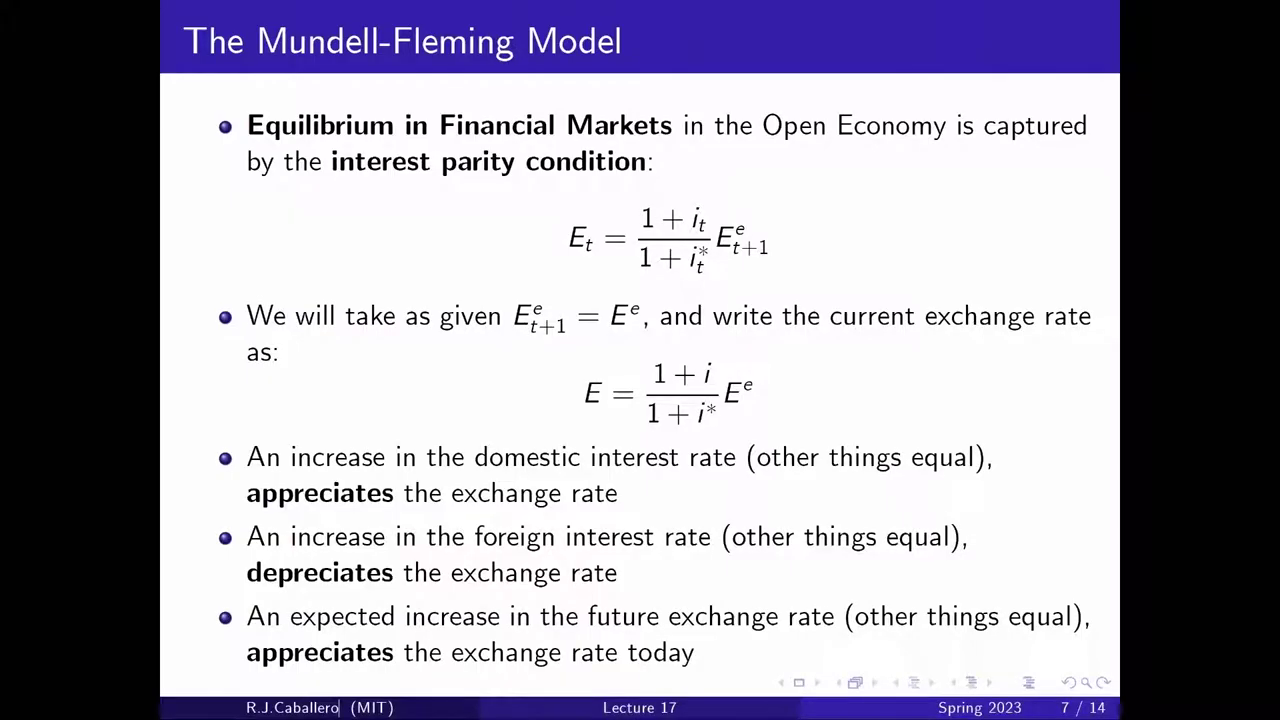 The Mundell-Fleming Model
Equilibrium in Financial Markets in the Open Economy is captured
by the interest parity condition:
E_t = \frac{1 + i_t}{1 + i_t^*} E_{t+1}^e
We will take as given E_{t+1}^e = E^e, and write the current exchange rate
as:
E = \frac{1 + i}{1 + i^*} E^e
An increase in the domestic interest rate (other things equal),
appreciates the exchange rate
An increase in the foreign interest rate (other things equal),
depreciates the exchange rate
An expected increase in the future exchange rate (other things equal),
appreciates the exchange rate today
R.J.Caballero (MIT) Lecture 17 Spring 2023 7 / 14